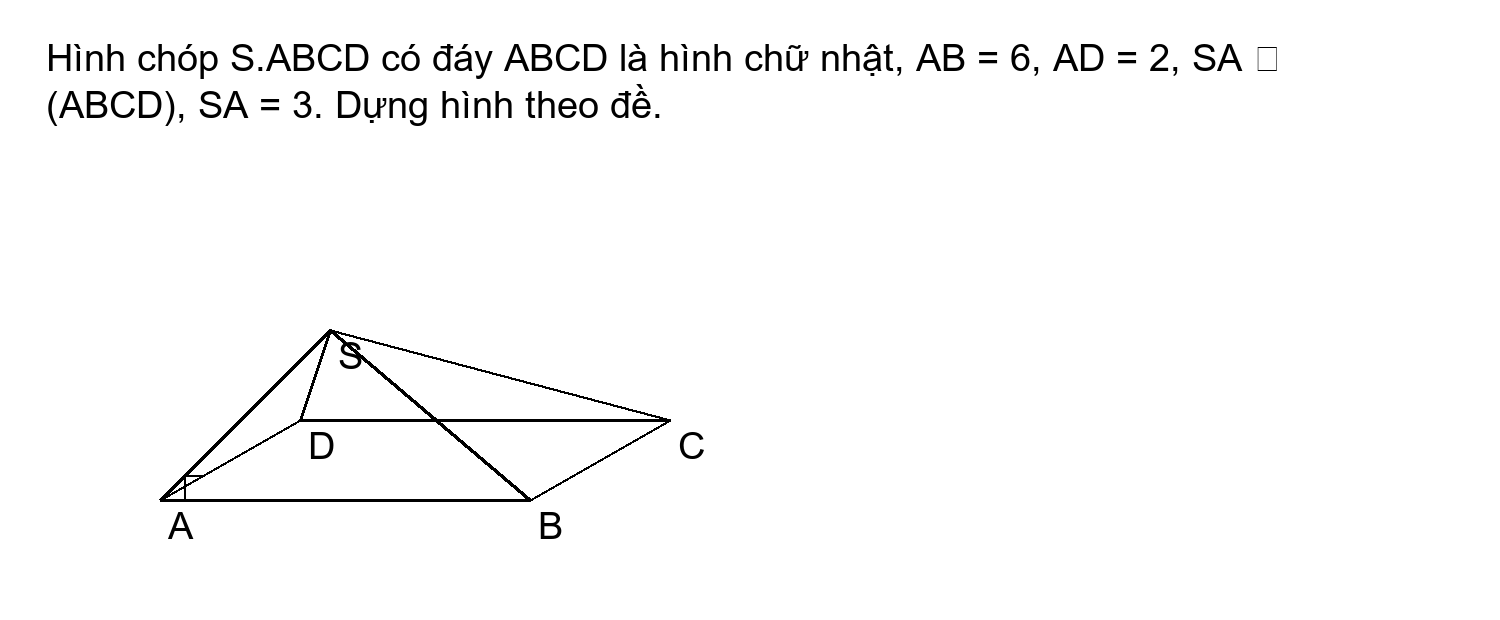 Hình chóp S.ABCD có đáy ABCD là hình chữ nhật, AB = 6, AD = 2, SA □
(ABCD), SA = 3. Dựng hình theo đề.
S
D
C
A
B